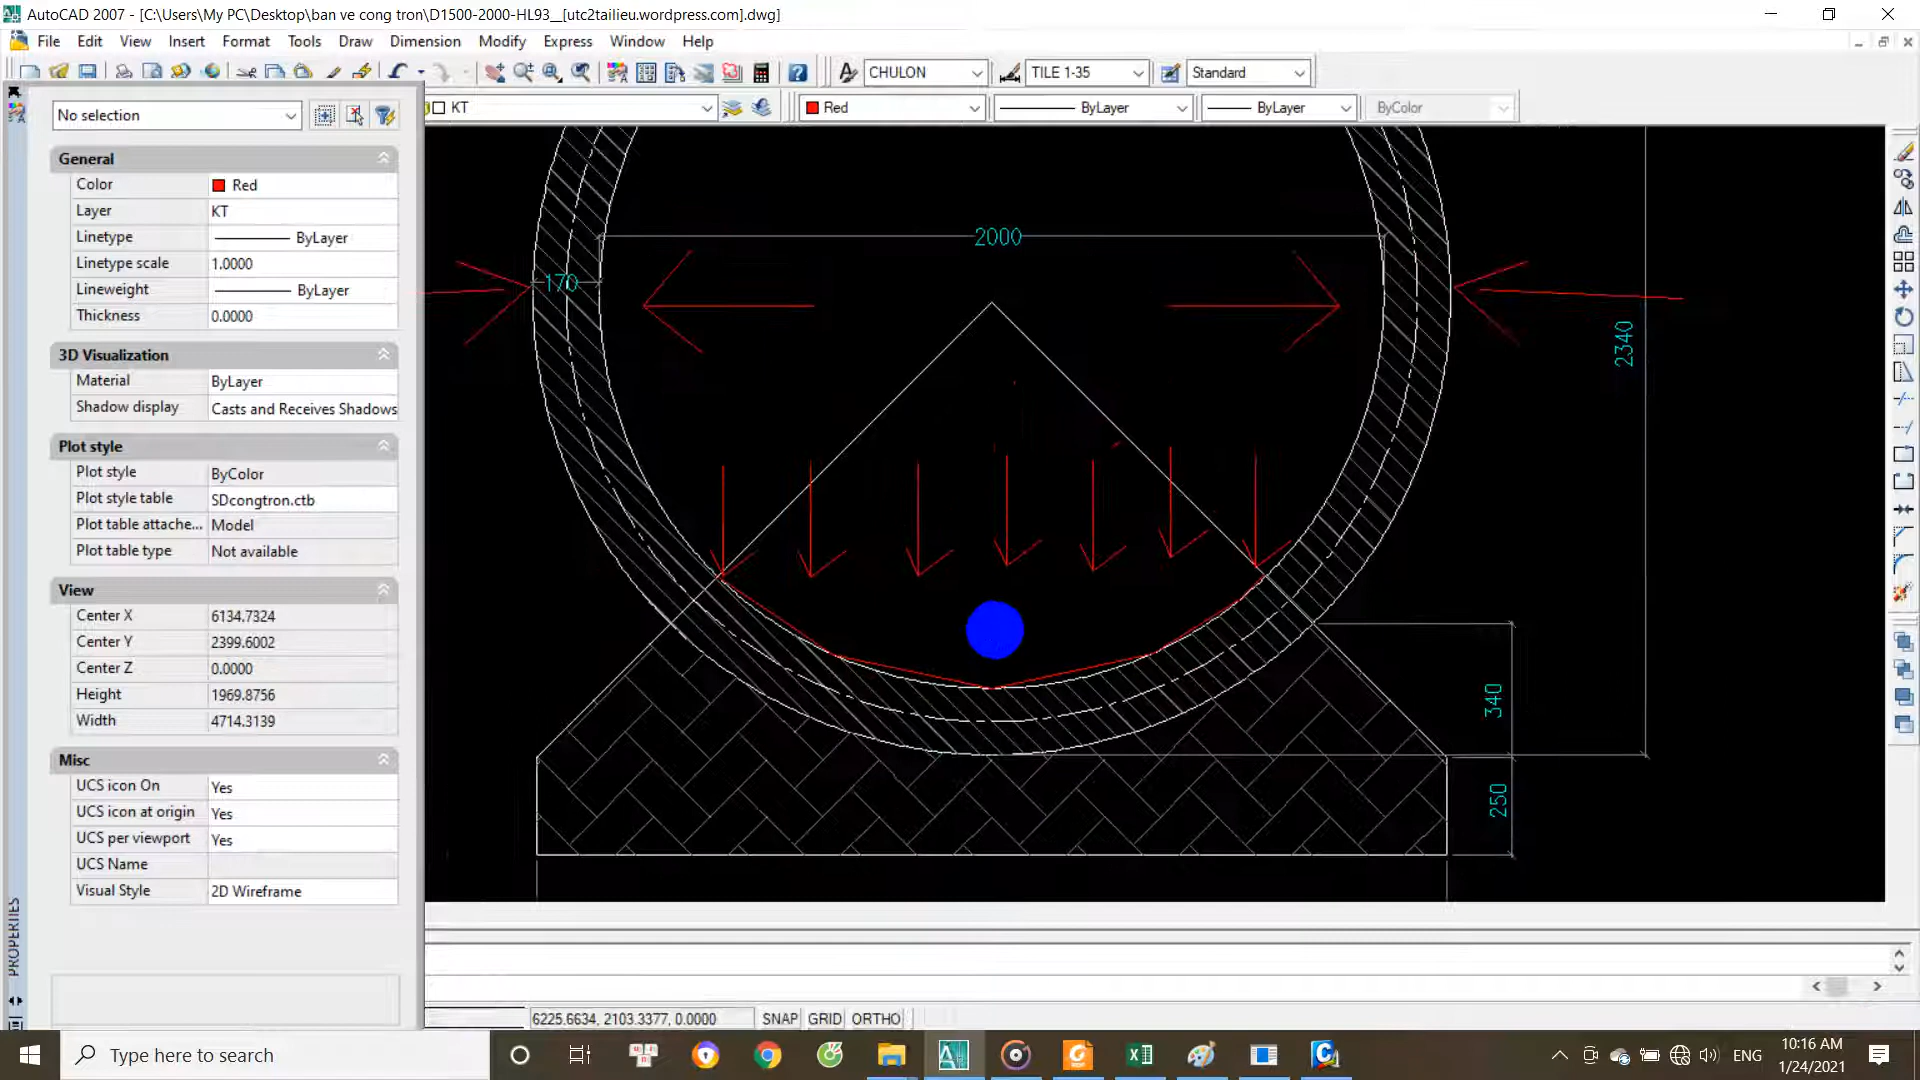 AutoCAD 2007 - [C:\Users\My PC\Desktop\ban ve cong tron\D1500-2000-HL93__[utc2tailieu.wordpress.com].dwg]
File Edit View Insert Format Tools Draw Dimension Modify Express Window Help
CHULON TILE 1-35 Standard
KT Red ByLayer ByLayer ByColor
No selection
General
Color Red
Layer KT
Linetype ByLayer
Linetype scale 1.0000
Lineweight ByLayer
Thickness 0.0000
3D Visualization
Material ByLayer
Shadow display Casts and Receives Shadows
Plot style
Plot style ByColor
Plot style table SDcongtron.ctb
Plot table attache... Model
Plot table type Not available
View
Center X 6134.7324
Center Y 2399.6002
Center Z 0.0000
Height 1969.8756
Width 4714.3139
Misc
UCS icon On Yes
UCS icon at origin Yes
UCS per viewport Yes
UCS Name
Visual Style 2D Wireframe
PROPERTIES
2000
170
2340
340
250
6225.6634, 2103.3377, 0.0000 SNAP GRID ORTHO
Type here to search
ENG
10:16 AM
1/24/2021